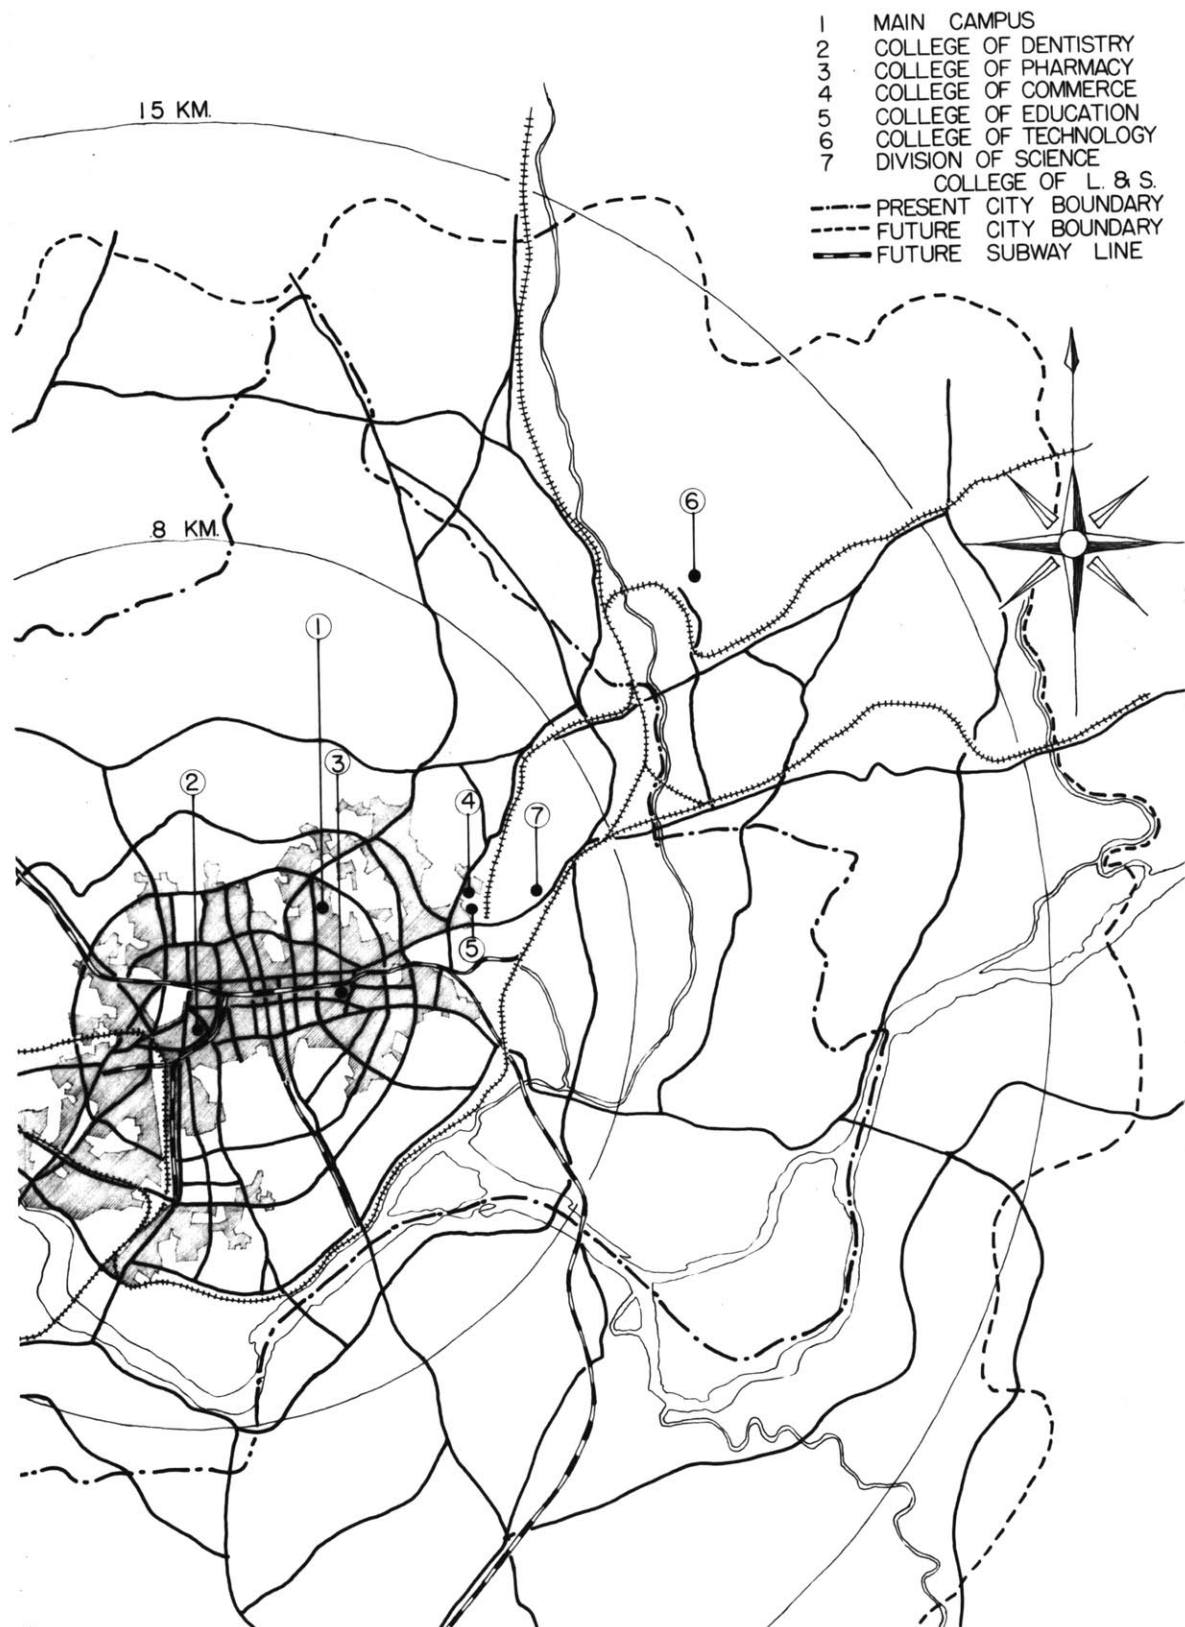 1 MAIN CAMPUS
2 COLLEGE OF DENTISTRY
3 COLLEGE OF PHARMACY
4 COLLEGE OF COMMERCE
5 COLLEGE OF EDUCATION
6 COLLEGE OF TECHNOLOGY
7 DIVISION OF SCIENCE
COLLEGE OF L. & S.
PRESENT CITY BOUNDARY
FUTURE CITY BOUNDARY
FUTURE SUBWAY LINE
15 KM.
8 KM.
6
1
3
2
4
7
5